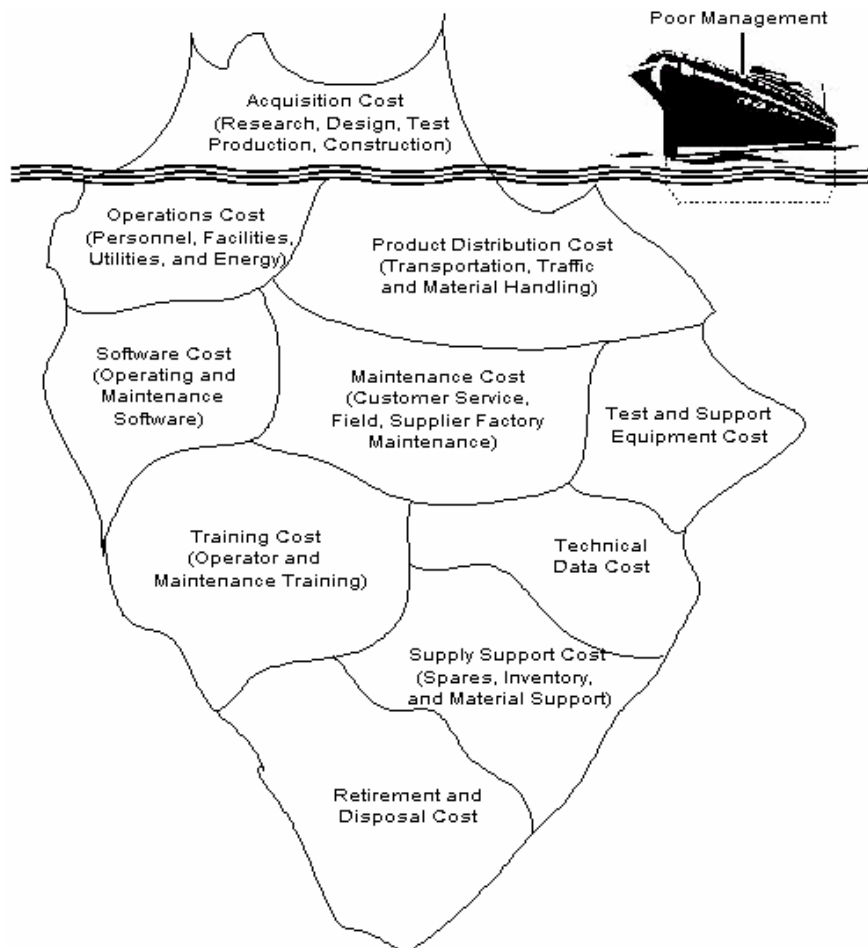 Poor Management
Acquisition Cost
(Research, Design, Test
Production, Construction)
Operations Cost
(Personnel, Facilities,
Utilities, and Energy)
Product Distribution Cost
(Transportation, Traffic
and Material Handling)
Software Cost
(Operating and
Maintenance
Software)
Maintenance Cost
(Customer Service,
Field, Supplier Factory
Maintenance)
Test and Support
Equipment Cost
Training Cost
(Operator and
Maintenance Training)
Technical
Data Cost
Supply Support Cost
(Spares, Inventory,
and Material Support)
Retirement and
Disposal Cost